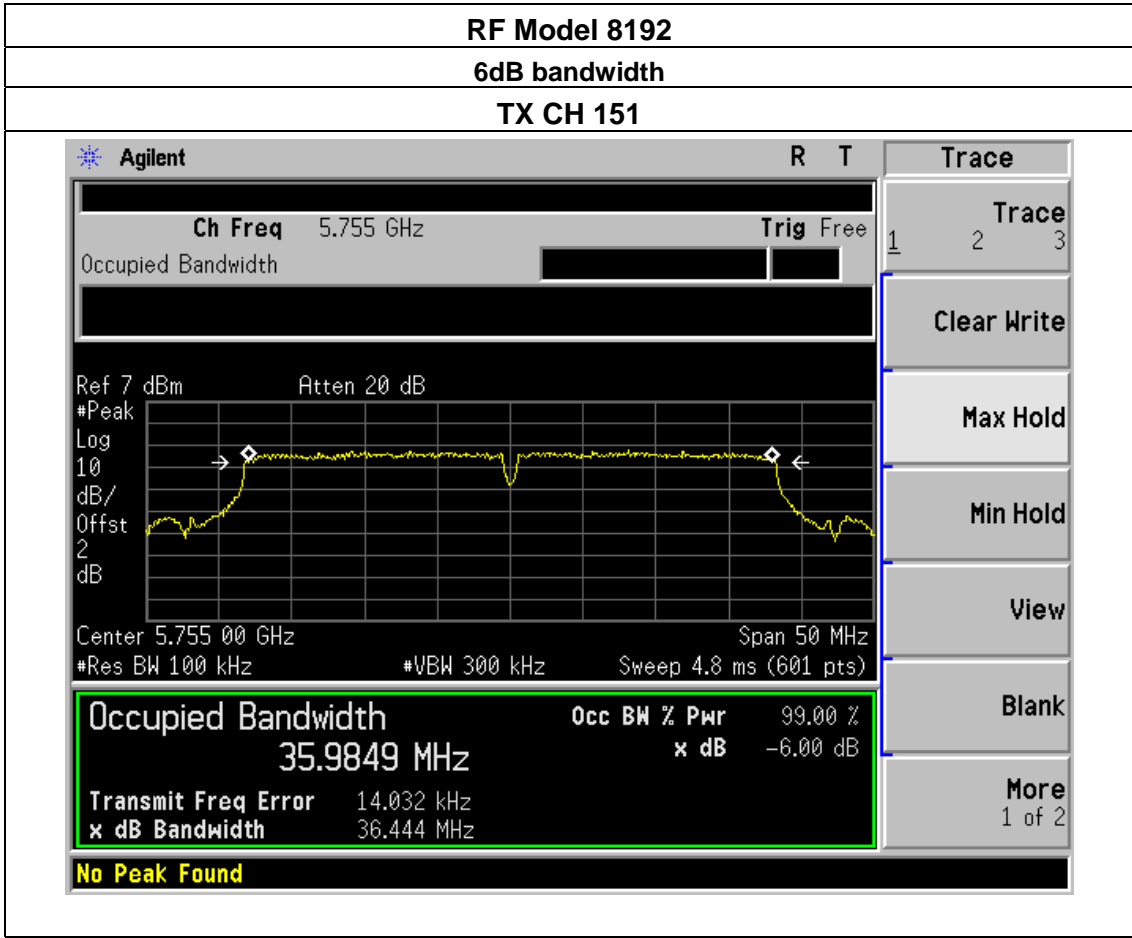 RF Model 8192
6dB bandwidth
TX CH 151
Agilent R T Trace
Ch Freq 5.755 GHz Trig Free
Occupied Bandwidth
Trace
1 2 3
Clear Write
Max Hold
Min Hold
View
Blank
More
1 of 2
Ref 7 dBm Atten 20 dB
#Peak
Log
10
dB/
Offst
2
dB
Center 5.755 00 GHz Span 50 MHz
#Res BW 100 kHz #VBW 300 kHz Sweep 4.8 ms (601 pts)
Occupied Bandwidth Occ BW % Pwr 99.00 %
35.9849 MHz x dB -6.00 dB
Transmit Freq Error 14.032 kHz
x dB Bandwidth 36.444 MHz
No Peak Found